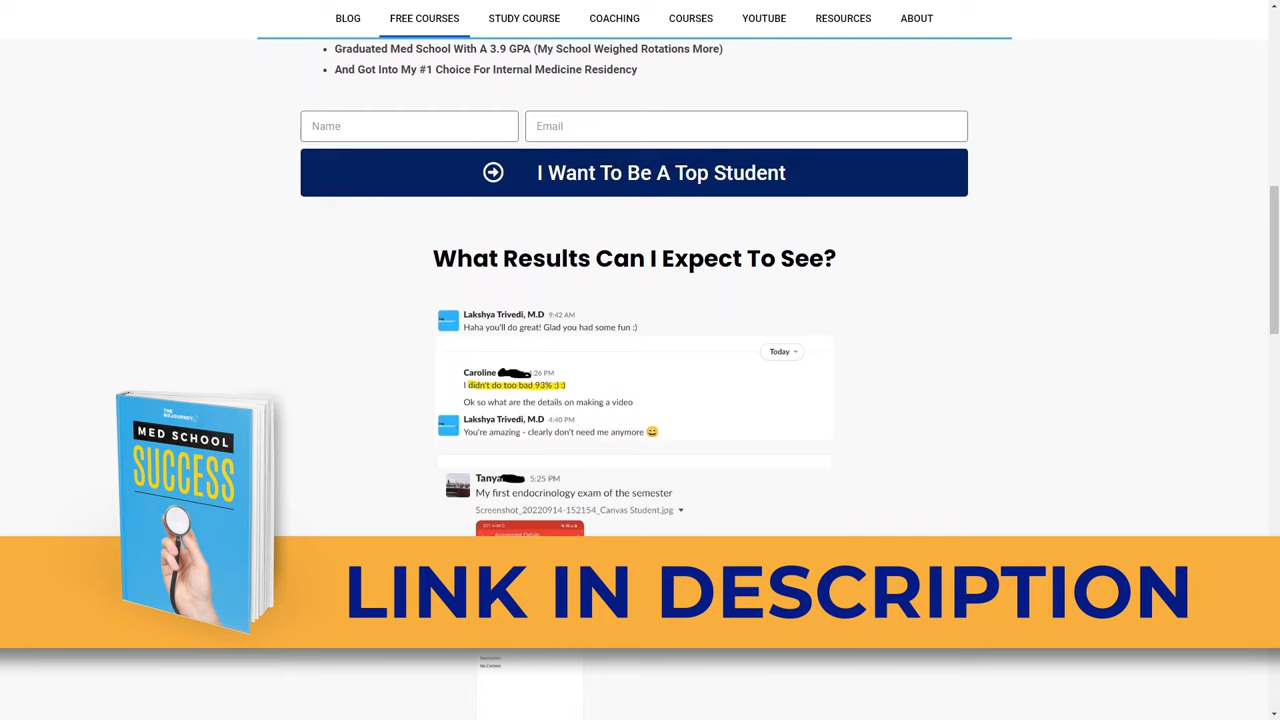 BLOG FREE COURSES STUDY COURSE COACHING COURSES YOUTUBE RESOURCES ABOUT
Graduated Med School With A 3.9 GPA (My School Weighed Rotations More)
And Got Into My #1 Choice For Internal Medicine Residency
Name Email
I Want To Be A Top Student
What Results Can I Expect To See?
Lakshya Trivedi, M.D 9:42 AM
Haha you'll do great! Glad you had some fun :)
Today
Caroline :26 PM
I didn't do too bad 93% :) :)
Ok so what are the details on making a video
Lakshya Trivedi, M.D 4:40 PM
You're amazing - clearly don't need me anymore 😄
Tanya 5:25 PM
My first endocrinology exam of the semester
Screenshot_20220914-152154_Canvas Student.jpg
MED SCHOOL
SUCCESS
LINK IN DESCRIPTION
No Content